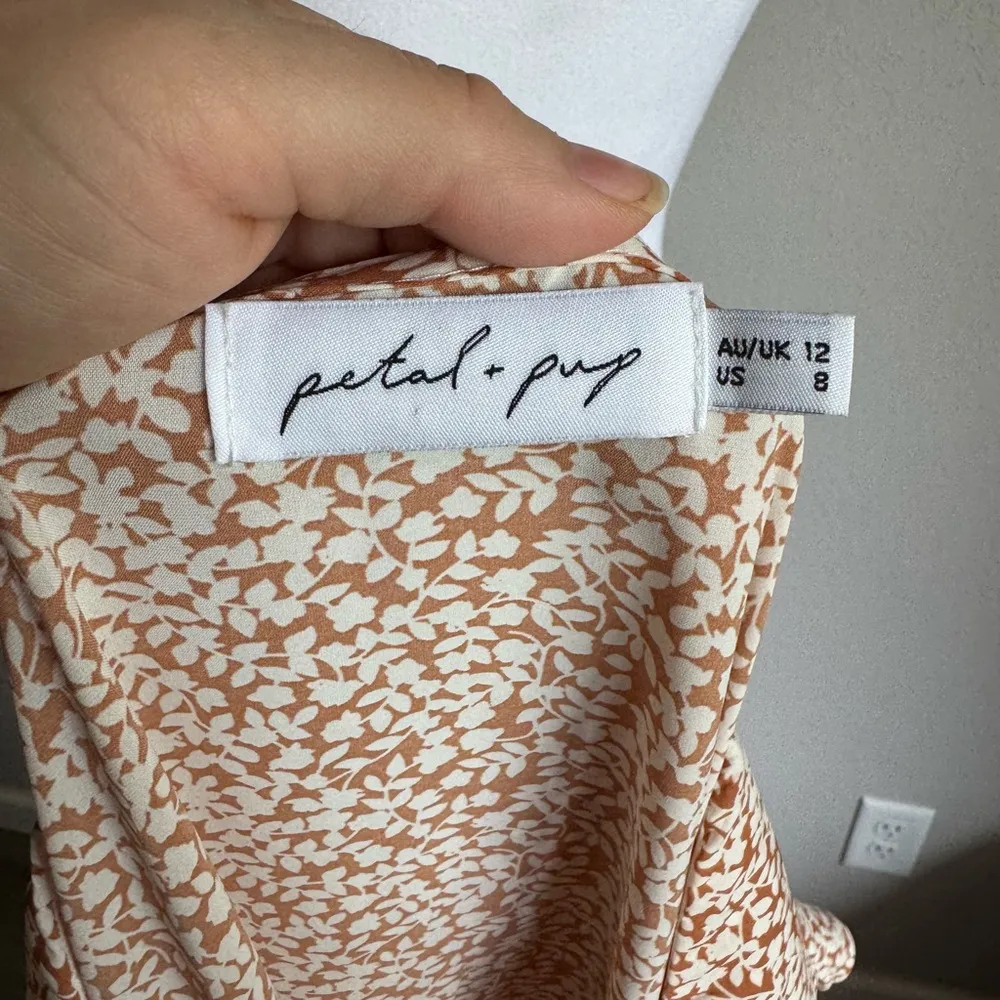 petal + pup
AU/UK 12
US 8